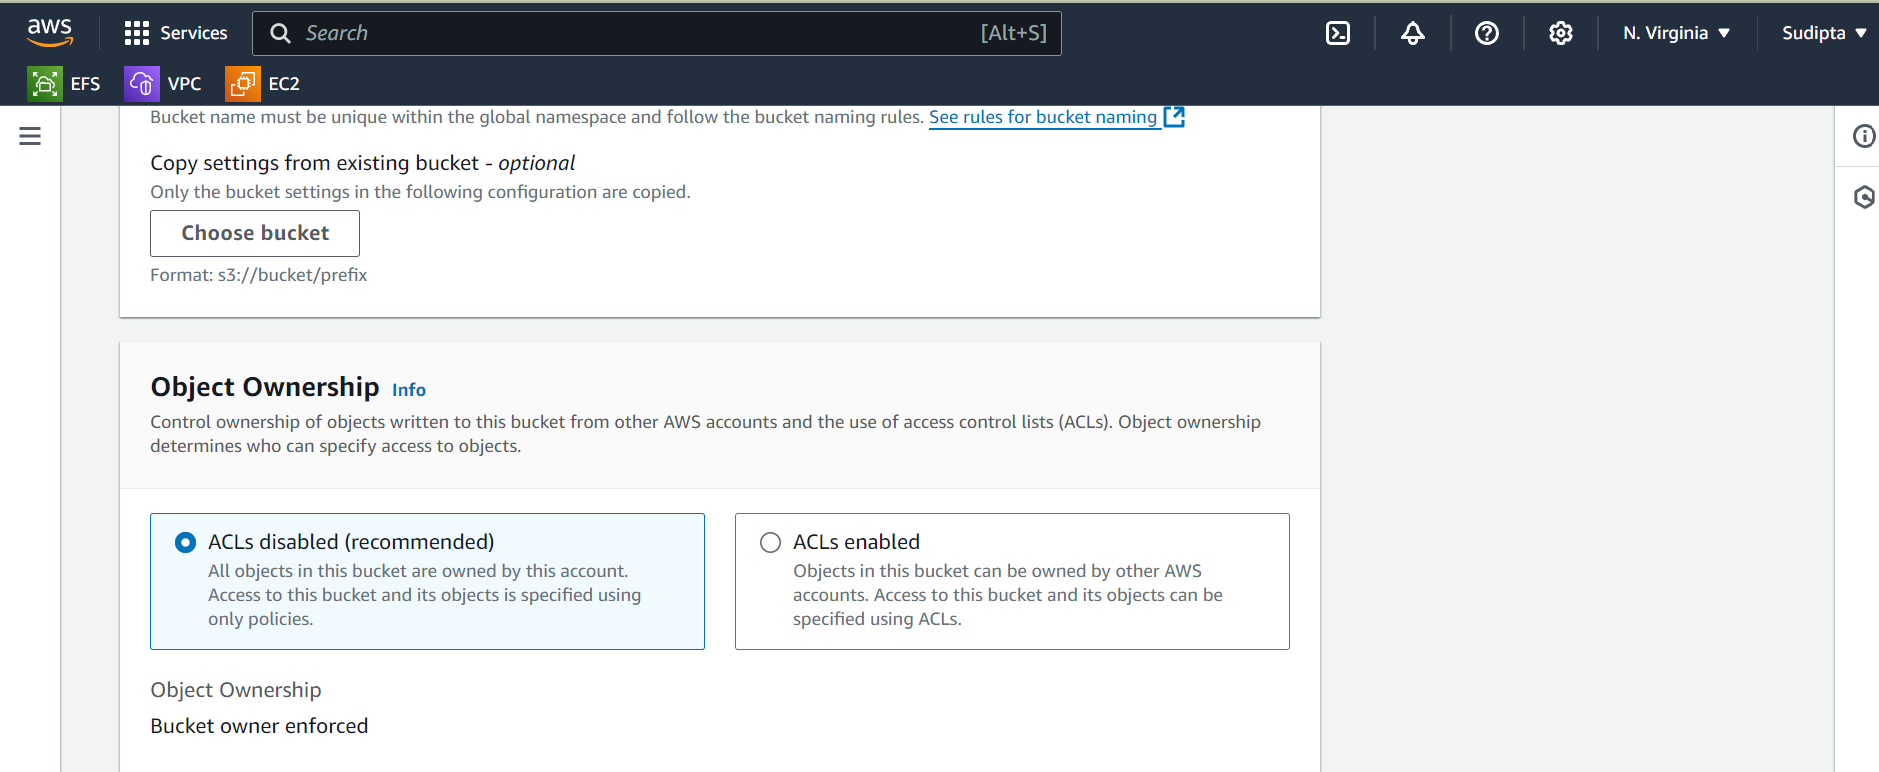 aws
Services
Search
[Alt+S]
N. Virginia
Sudipta
EFS
VPC
EC2
Bucket name must be unique within the global namespace and follow the bucket naming rules. See rules for bucket naming
Copy settings from existing bucket - optional
Only the bucket settings in the following configuration are copied.
Choose bucket
Format: s3://bucket/prefix
Object Ownership Info
Control ownership of objects written to this bucket from other AWS accounts and the use of access control lists (ACLs). Object ownership
determines who can specify access to objects.
ACLs disabled (recommended)
All objects in this bucket are owned by this account.
Access to this bucket and its objects is specified using
only policies.
ACLs enabled
Objects in this bucket can be owned by other AWS
accounts. Access to this bucket and its objects can be
specified using ACLs.
Object Ownership
Bucket owner enforced